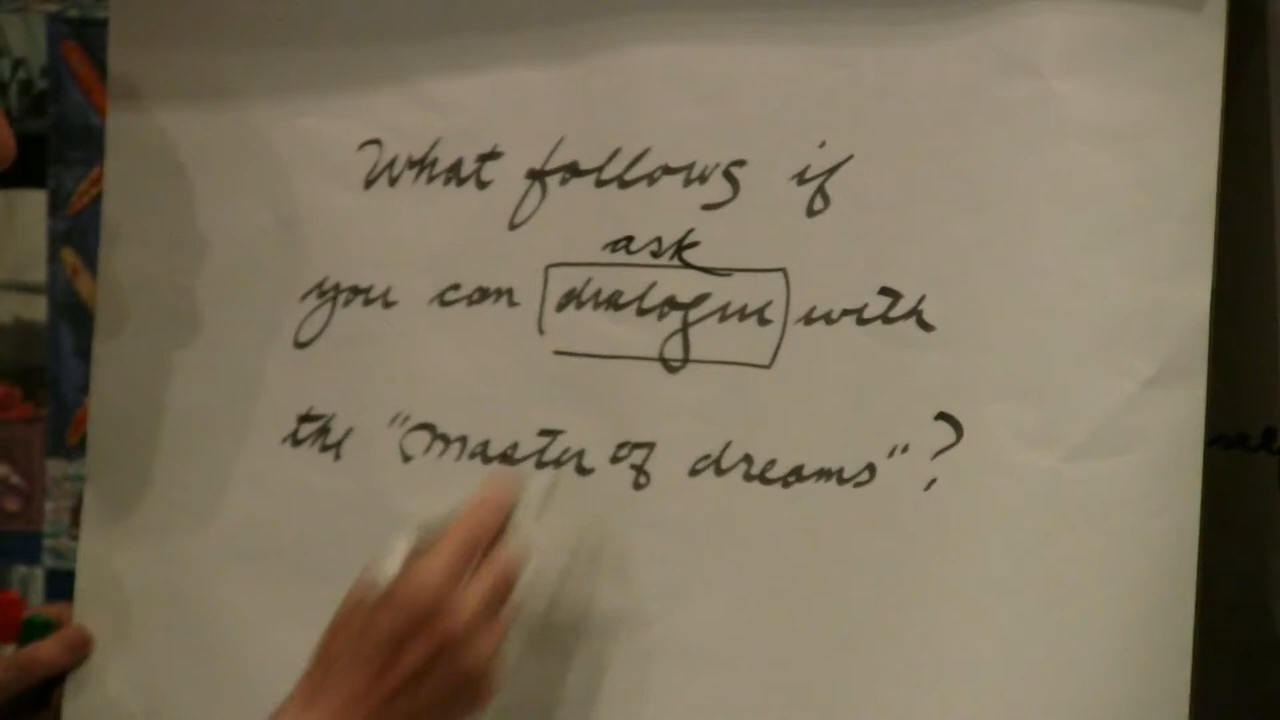 What follows if
ask
you can dialogue with
the "master of dreams"?